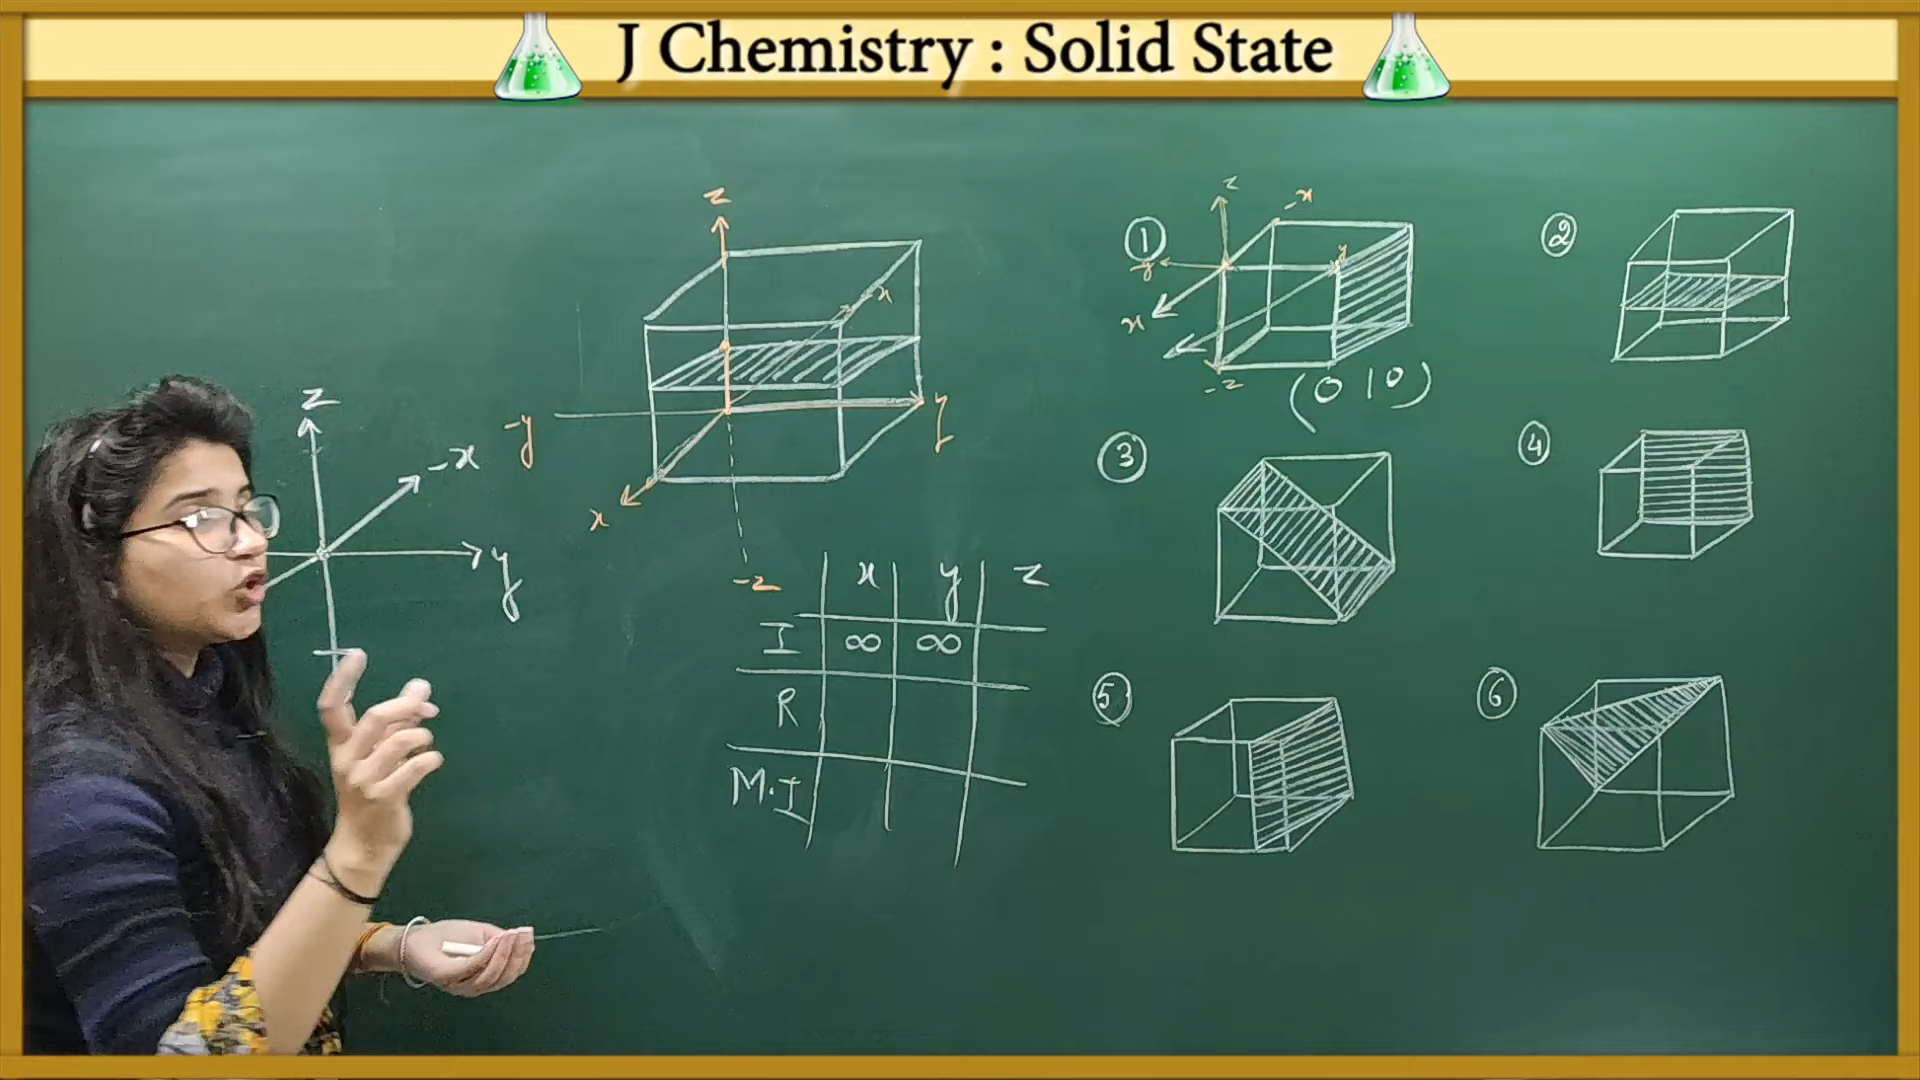 J Chemistry : Solid State
z
-x
y
z
-x
-y
y
x
-z
x y z
I ∞ ∞
R
M.I
①
z
-x
-y
y
x
-z
(0 1 0)
②
③
④
⑤
⑥